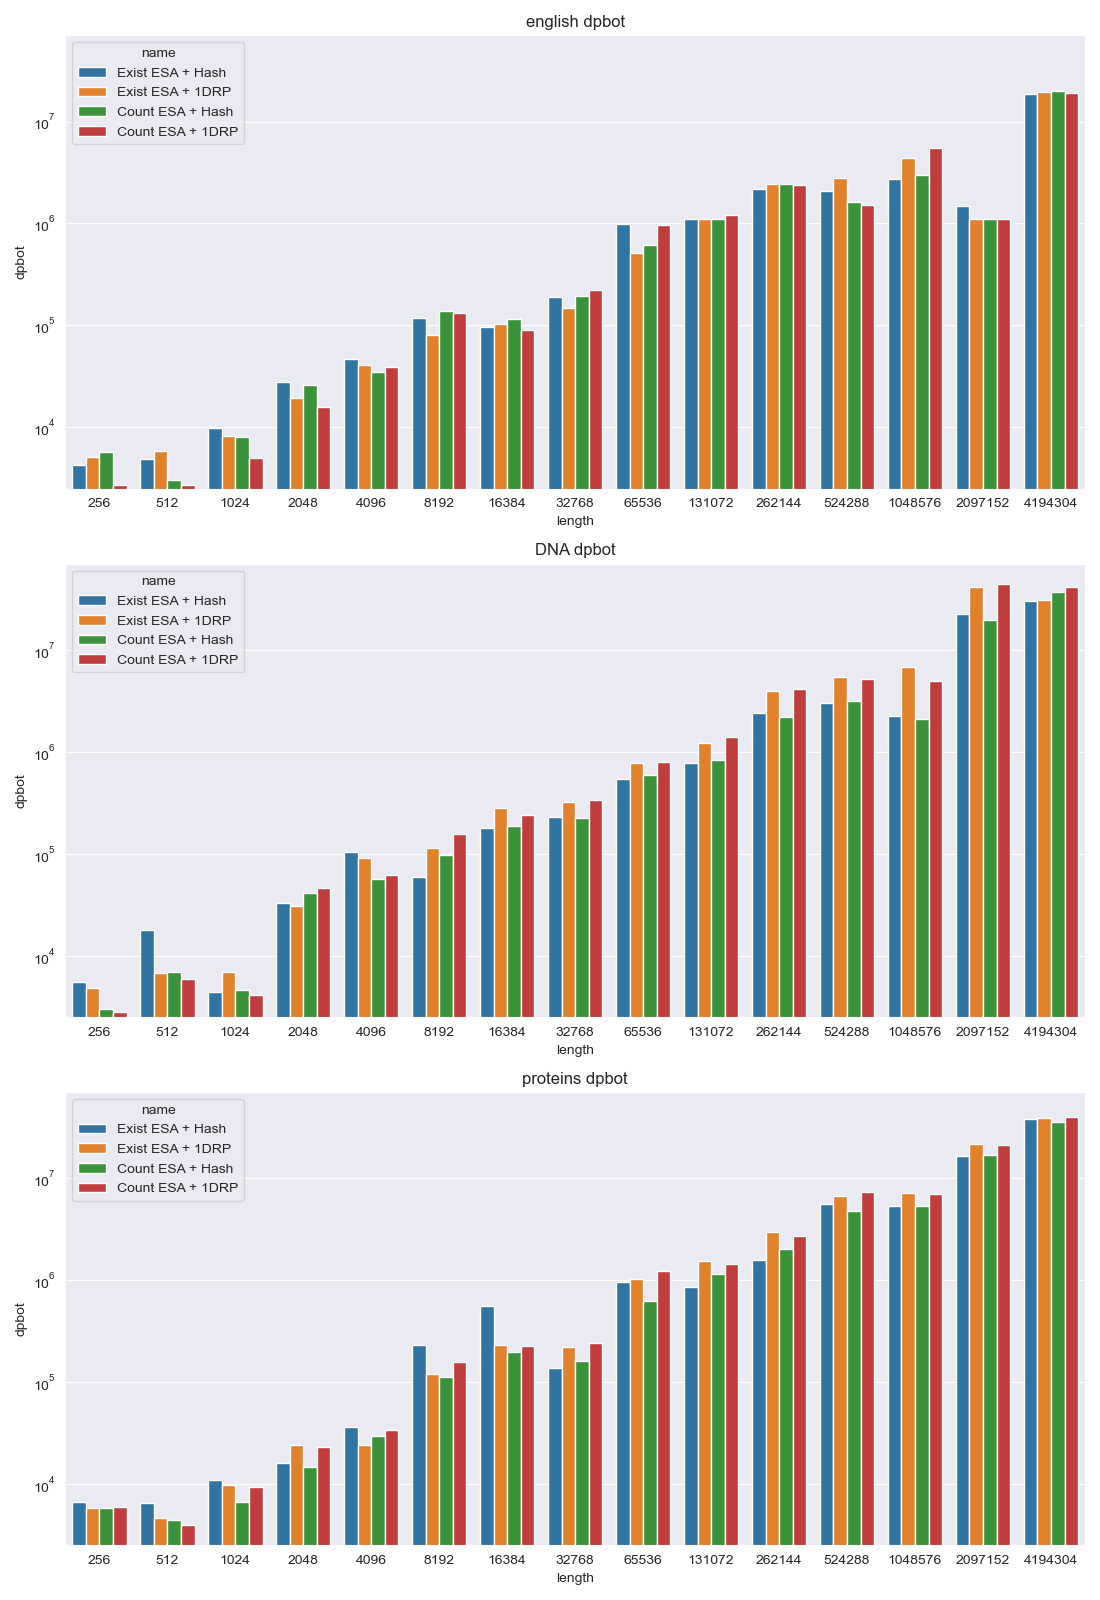 english dpbot
name
Exist ESA + Hash
Exist ESA + 1DRP
Count ESA + Hash
Count ESA + 1DRP
10^7
10^6
10^5
10^4
dpbot
256 512 1024 2048 4096 8192 16384 32768 65536 131072 262144 524288 1048576 2097152 4194304
length
DNA dpbot
name
Exist ESA + Hash
Exist ESA + 1DRP
Count ESA + Hash
Count ESA + 1DRP
10^7
10^6
10^5
10^4
dpbot
256 512 1024 2048 4096 8192 16384 32768 65536 131072 262144 524288 1048576 2097152 4194304
length
proteins dpbot
name
Exist ESA + Hash
Exist ESA + 1DRP
Count ESA + Hash
Count ESA + 1DRP
10^7
10^6
10^5
10^4
dpbot
256 512 1024 2048 4096 8192 16384 32768 65536 131072 262144 524288 1048576 2097152 4194304
length